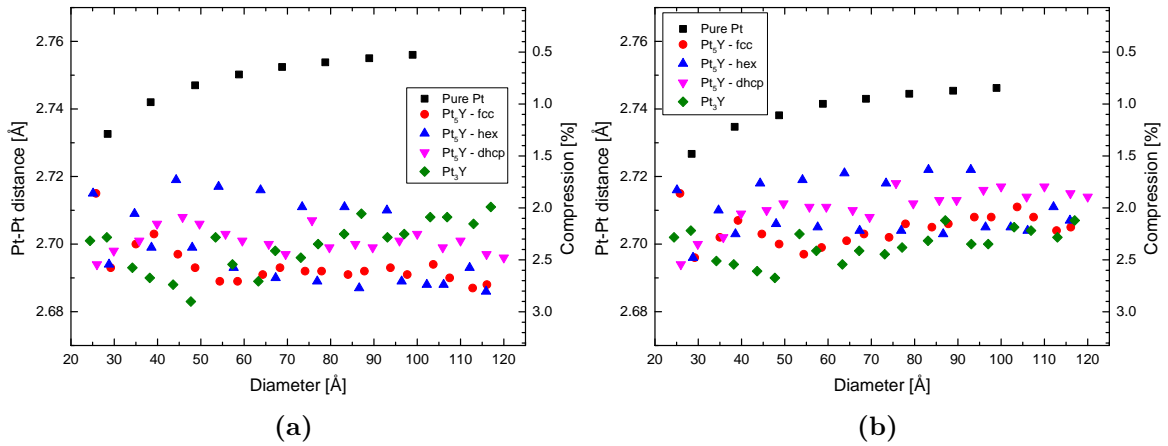 2.76
2.74
2.72
2.70
2.68
Pt-Pt distance [Å]
Pure Pt
Pt₅Y - fcc
Pt₅Y - hex
Pt₅Y - dhcp
Pt₃Y
0.5
1.0
1.5
2.0
2.5
3.0
Compression [%]
20 30 40 50 60 70 80 90 100 110 120
Diameter [Å]
(a)
2.76
2.74
2.72
2.70
2.68
Pt-Pt distance [Å]
Pure Pt
Pt₅Y - fcc
Pt₅Y - hex
Pt₅Y - dhcp
Pt₃Y
0.5
1.0
1.5
2.0
2.5
3.0
Compression [%]
20 30 40 50 60 70 80 90 100 110 120
Diameter [Å]
(b)